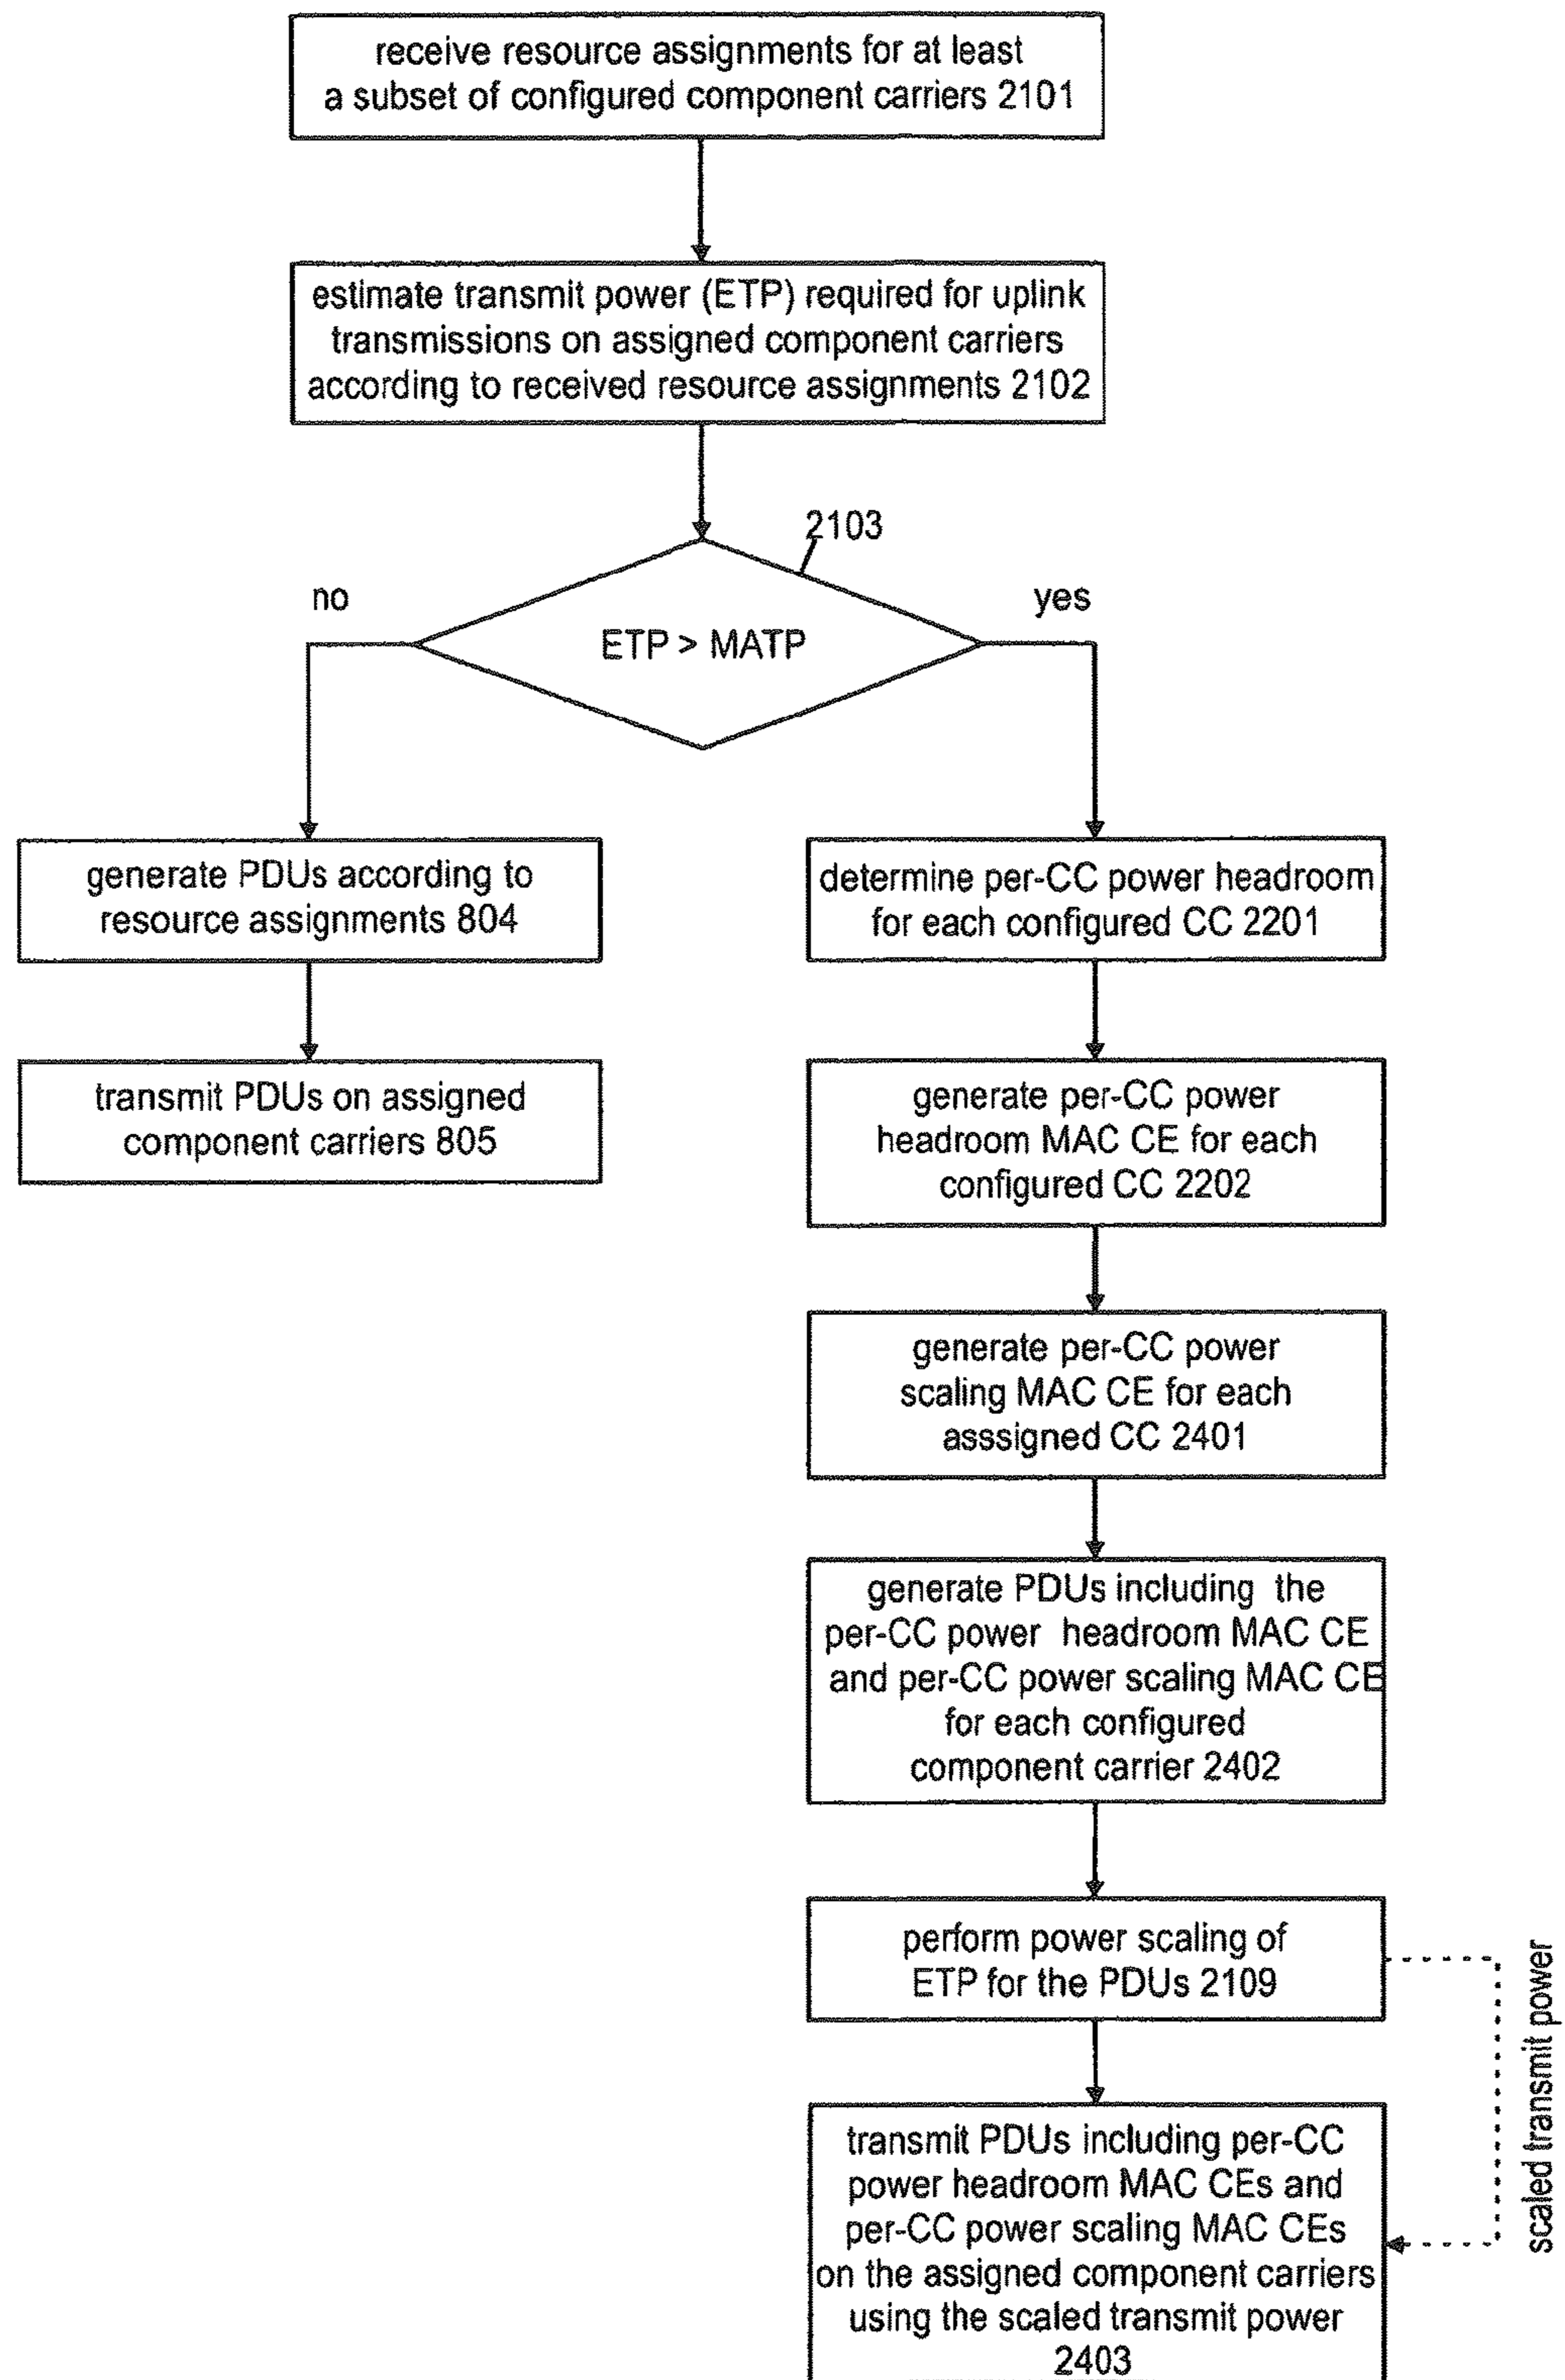 receive resource assignments for at least
a subset of configured component carriers 2101
estimate transmit power (ETP) required for uplink
transmissions on assigned component carriers
according to received resource assignments 2102
2103
no
yes
ETP > MATP
generate PDUs according to
resource assignments 804
transmit PDUs on assigned
component carriers 805
determine per-CC power headroom
for each configured CC 2201
generate per-CC power
headroom MAC CE for each
configured CC 2202
generate per-CC power
scaling MAC CE for each
asssigned CC 2401
generate PDUs including the
per-CC power headroom MAC CE
and per-CC power scaling MAC CE
for each configured
component carrier 2402
perform power scaling of
ETP for the PDUs 2109
scaled transmit power
transmit PDUs including per-CC
power headroom MAC CEs and
per-CC power scaling MAC CEs
on the assigned component carriers
using the scaled transmit power
2403